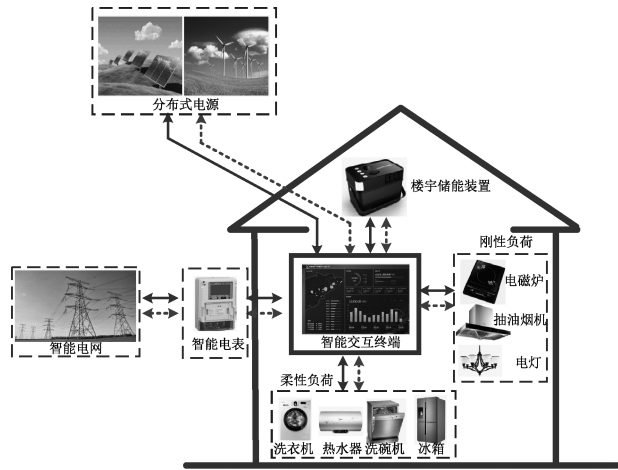 分布式电源
楼宇储能装置
刚性负荷
电磁炉
抽油烟机
电灯
智能电网
智能电表
智能交互终端
柔性负荷
洗衣机
热水器
洗碗机
冰箱